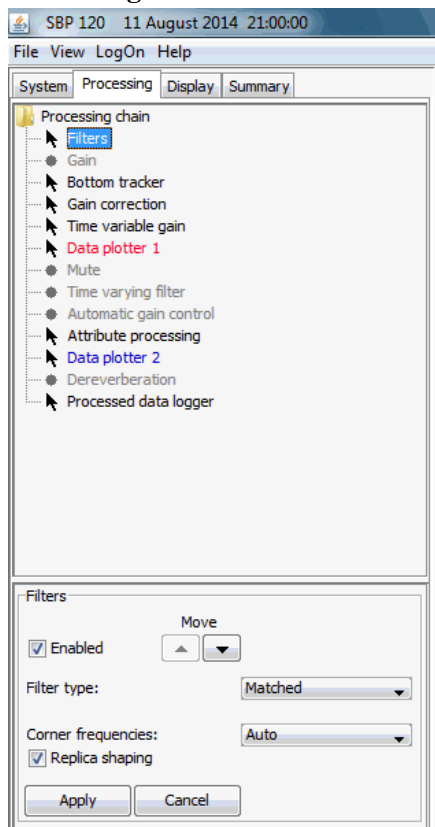 SBP 120 11 August 2014 21:00:00
File View LogOn Help
System Processing Display Summary
Processing chain
Filters
Gain
Bottom tracker
Gain correction
Time variable gain
Data plotter 1
Mute
Time varying filter
Automatic gain control
Attribute processing
Data plotter 2
Dereverberation
Processed data logger
Filters
Move
Enabled
Filter type: Matched
Corner frequencies: Auto
Replica shaping
Apply Cancel